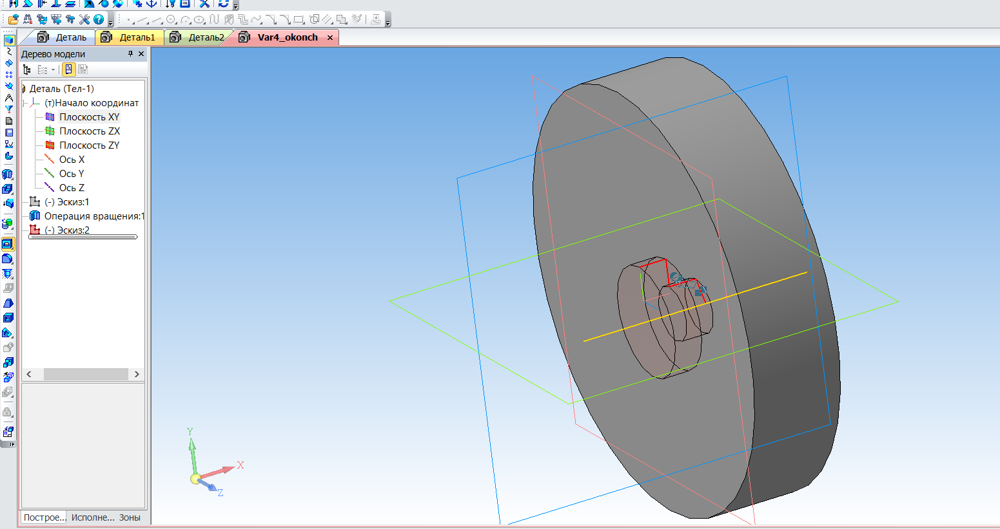 Деталь
Деталь1
Деталь2
Var4_okonch
Дерево модели
Деталь (Тел-1)
(т)Начало координат
Плоскость XY
Плоскость ZX
Плоскость ZY
Ось X
Ось Y
Ось Z
(-) Эскиз:1
Операция вращения:1
(-) Эскиз:2
Y
X
Z
Построе... Исполне... Зоны